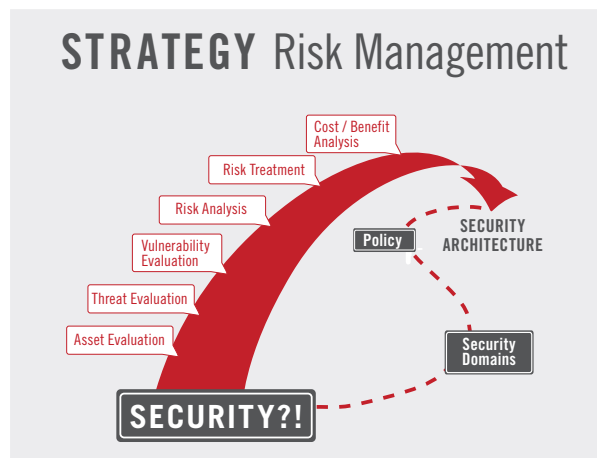 STRATEGY Risk Management
Cost / Benefit
Analysis
Risk Treatment
Risk Analysis
Vulnerability
Evaluation
Threat Evaluation
Asset Evaluation
SECURITY?!
Policy
SECURITY
ARCHITECTURE
Security
Domains